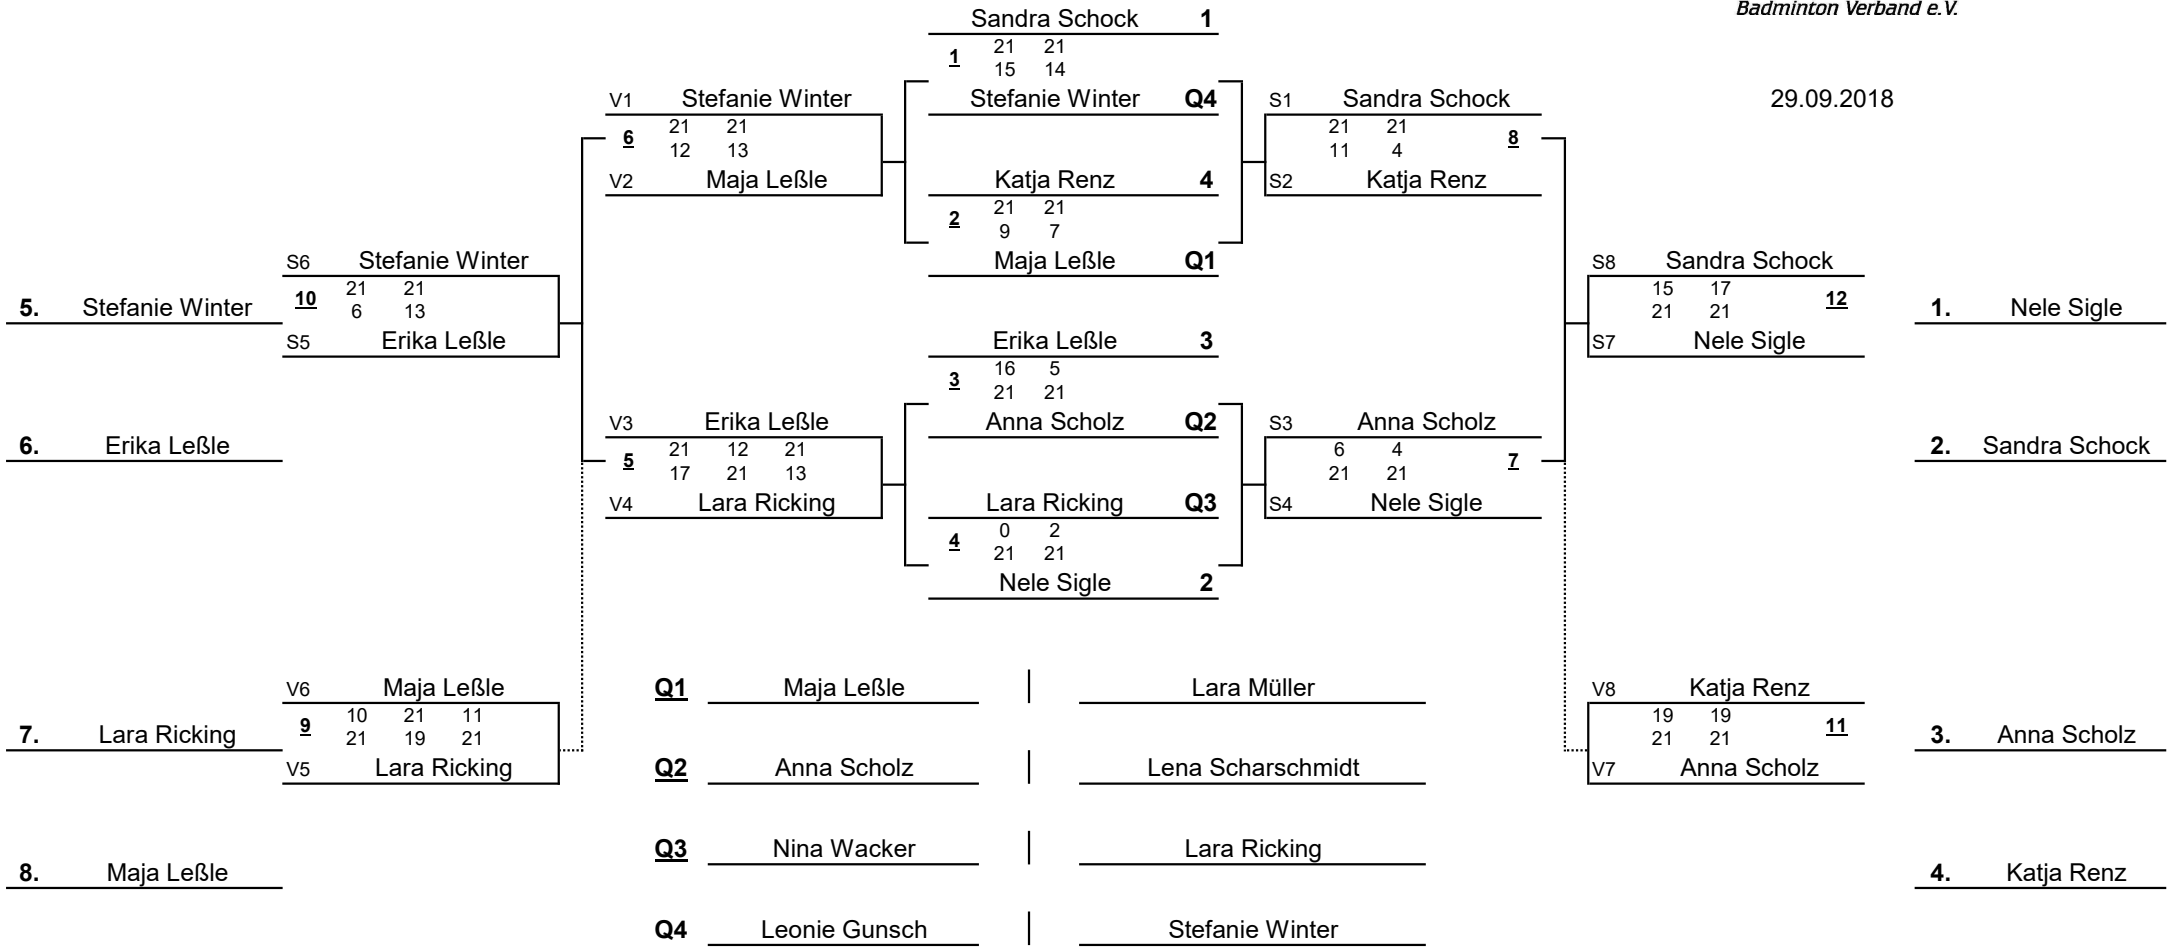 Badminton Verband e.V.
Sandra Schock 1
21 21
1
15 14
V1 Stefanie Winter Stefanie Winter Q4 S1 Sandra Schock 29.09.2018
21 21 21 21
6 8
12 13 11 4
V2 Maja Leßle Katja Renz 4 S2 Katja Renz
21 21
2
9 7
S6 Stefanie Winter Maja Leßle Q1 S8 Sandra Schock
21 21 15 17
5. Stefanie Winter 10 12 1. Nele Sigle
6 13 21 21
S5 Erika Leßle Erika Leßle 3 S7 Nele Sigle
16 5
3
21 21
V3 Erika Leßle Anna Scholz Q2 S3 Anna Scholz
6. Erika Leßle 2. Sandra Schock
21 12 21 6 4
5 7
17 21 13 21 21
V4 Lara Ricking Lara Ricking Q3 S4 Nele Sigle
0 2
4
21 21
Nele Sigle 2
V6 Maja Leßle Q1 Maja Leßle Lara Müller V8 Katja Renz
10 21 11 19 19
7. Lara Ricking 9 11 3. Anna Scholz
21 19 21 21 21
V5 Lara Ricking Q2 Anna Scholz Lena Scharschmidt V7 Anna Scholz
Q3 Nina Wacker Lara Ricking
8. Maja Leßle 4. Katja Renz
Q4 Leonie Gunsch Stefanie Winter